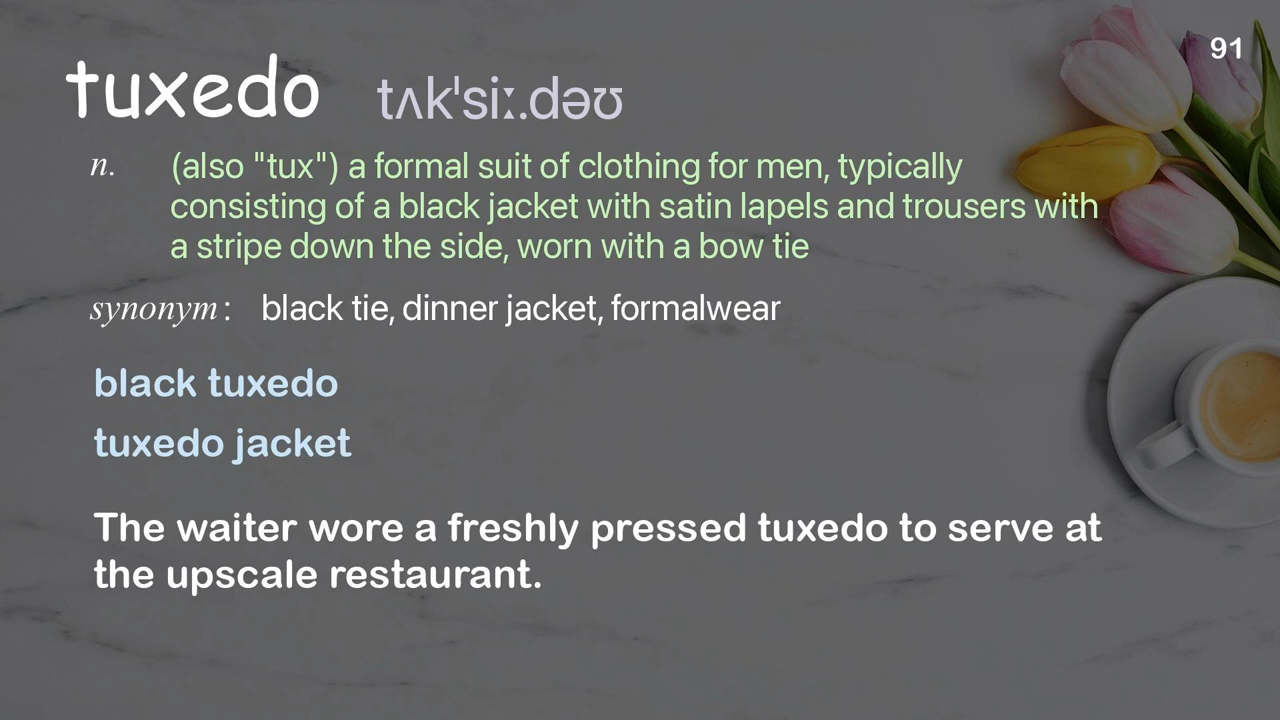 91
tuxedo tʌkˈsiː.dəʊ
n. (also "tux") a formal suit of clothing for men, typically
consisting of a black jacket with satin lapels and trousers with
a stripe down the side, worn with a bow tie
synonym: black tie, dinner jacket, formalwear
black tuxedo
tuxedo jacket
The waiter wore a freshly pressed tuxedo to serve at
the upscale restaurant.